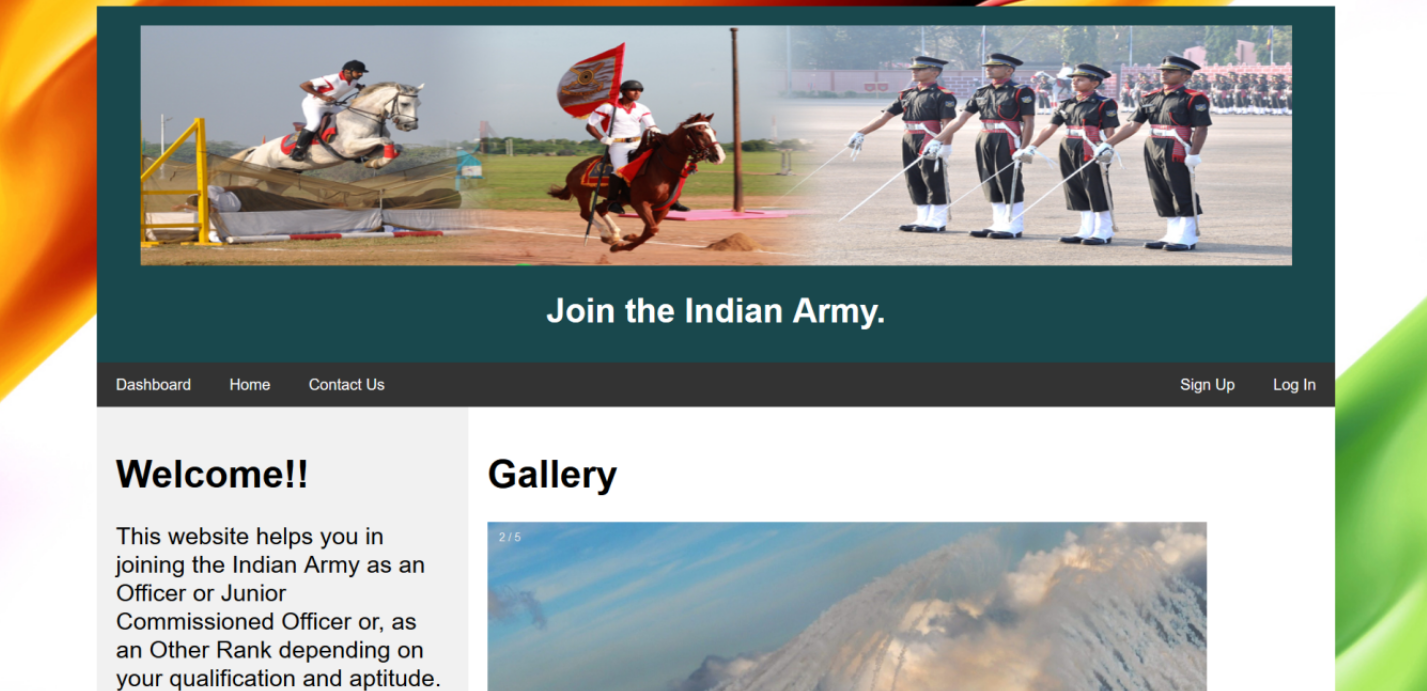 Join the Indian Army.
Dashboard Home Contact Us Sign Up Log In
Welcome!!
This website helps you in
joining the Indian Army as an
Officer or Junior
Commissioned Officer or, as
an Other Rank depending on
your qualification and aptitude.
Gallery
2 / 5